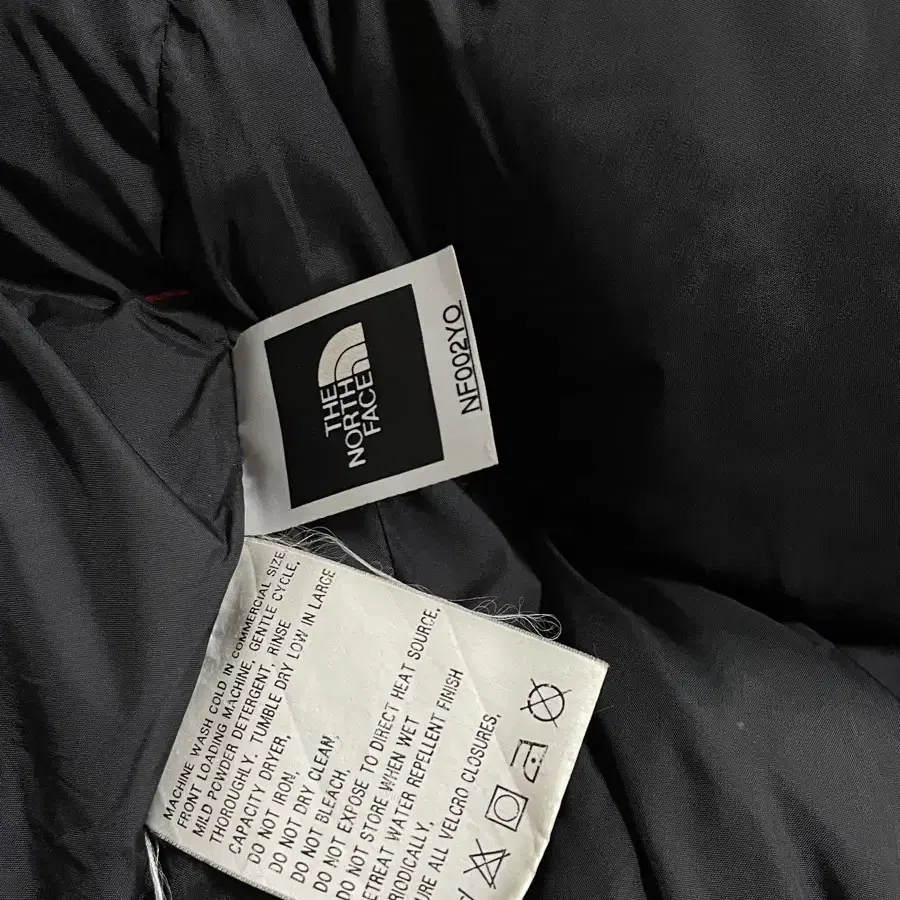 THE
NORTH
FACE
NF002YO
MACHINE WASH COLD IN COMMERCIAL SIZE
FRONT LOADING MACHINE, GENTLE CYCLE,
MILD POWDER DETERGENT, RINSE
THOROUGHLY, TUMBLE DRY LOW IN LARGE
CAPACITY DRYER,
DO NOT IRON,
DO NOT DRY CLEAN,
DO NOT BLEACH,
DO NOT EXPOSE TO DIRECT HEAT SOURCE,
DO NOT STORE WHEN WET
ETREAT WATER REPELLENT FINISH
RIODICALLY,
URE ALL VELCRO CLOSURES,